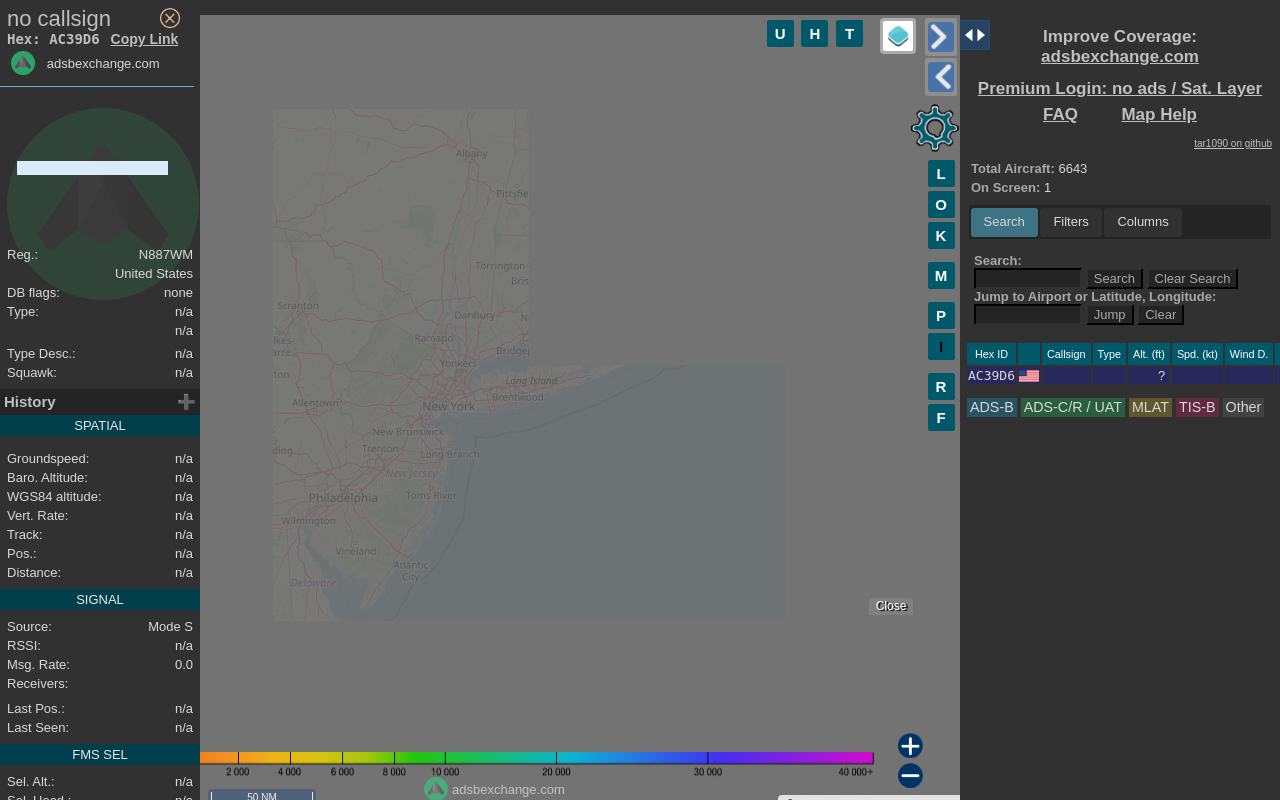 no callsign
Hex: AC39D6 Copy Link
adsbexchange.com
Reg.: N887WM
United States
DB flags: none
Type: n/a
n/a
Type Desc.: n/a
Squawk: n/a
History
SPATIAL
Groundspeed: n/a
Baro. Altitude: n/a
WGS84 altitude: n/a
Vert. Rate: n/a
Track: n/a
Pos.: n/a
Distance: n/a
SIGNAL
Source: Mode S
RSSI: n/a
Msg. Rate: 0.0
Receivers:
Last Pos.: n/a
Last Seen: n/a
FMS SEL
Sel. Alt.: n/a
U H T
L
O
K
M
P
I
R
F
Albany
Pittsfie
Torrington
Bris
Scranton
Danbury
N
Ramapo
lkes-
arre
Bridgep
Yonkers
ton
Long Island
Brentwood
Allentown
New York
New Brunswick
ding
Trenton
Long Branch
New Jersey
Philadelphia
Toms River
Wilmington
Vineland
Atlantic
City
Delaware
Close
2 000 4 000 6 000 8 000 10 000 20 000 30 000 40 000+
adsbexchange.com
50 NM
Improve Coverage:
adsbexchange.com
Premium Login: no ads / Sat. Layer
FAQ Map Help
tar1090 on github
Total Aircraft: 6643
On Screen: 1
Search Filters Columns
Search:
Search Clear Search
Jump to Airport or Latitude, Longitude:
Jump Clear
Hex ID Callsign Type Alt. (ft) Spd. (kt) Wind D.
AC39D6 ?
ADS-B ADS-C/R / UAT MLAT TIS-B Other